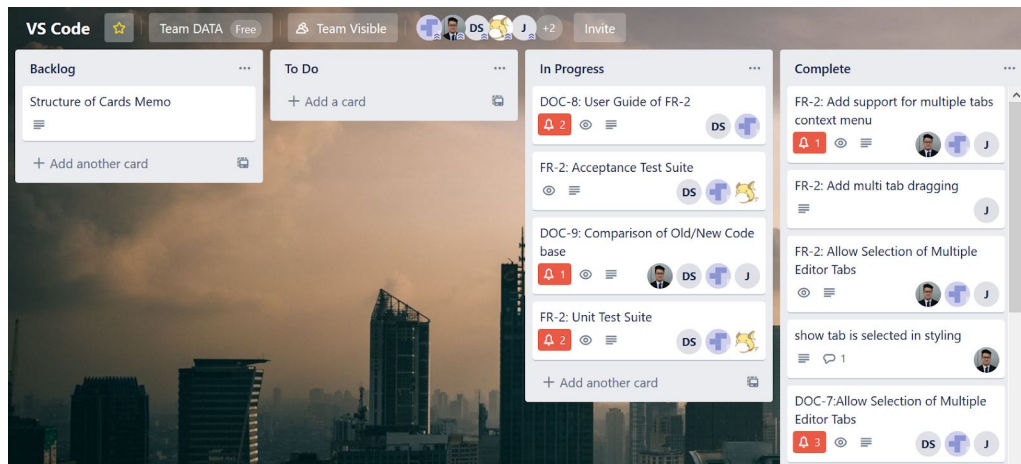 VS Code
Team DATA Free
Team Visible
DS
J
+2
Invite
Backlog
Structure of Cards Memo
+ Add another card
To Do
+ Add a card
In Progress
DOC-8: User Guide of FR-2
2
DS
FR-2: Acceptance Test Suite
DS
DOC-9: Comparison of Old/New Code
base
1
DS
J
FR-2: Unit Test Suite
2
DS
+ Add another card
Complete
FR-2: Add support for multiple tabs
context menu
1
J
FR-2: Add multi tab dragging
J
FR-2: Allow Selection of Multiple
Editor Tabs
J
show tab is selected in styling
1
DOC-7:Allow Selection of Multiple
Editor Tabs
3
DS
J